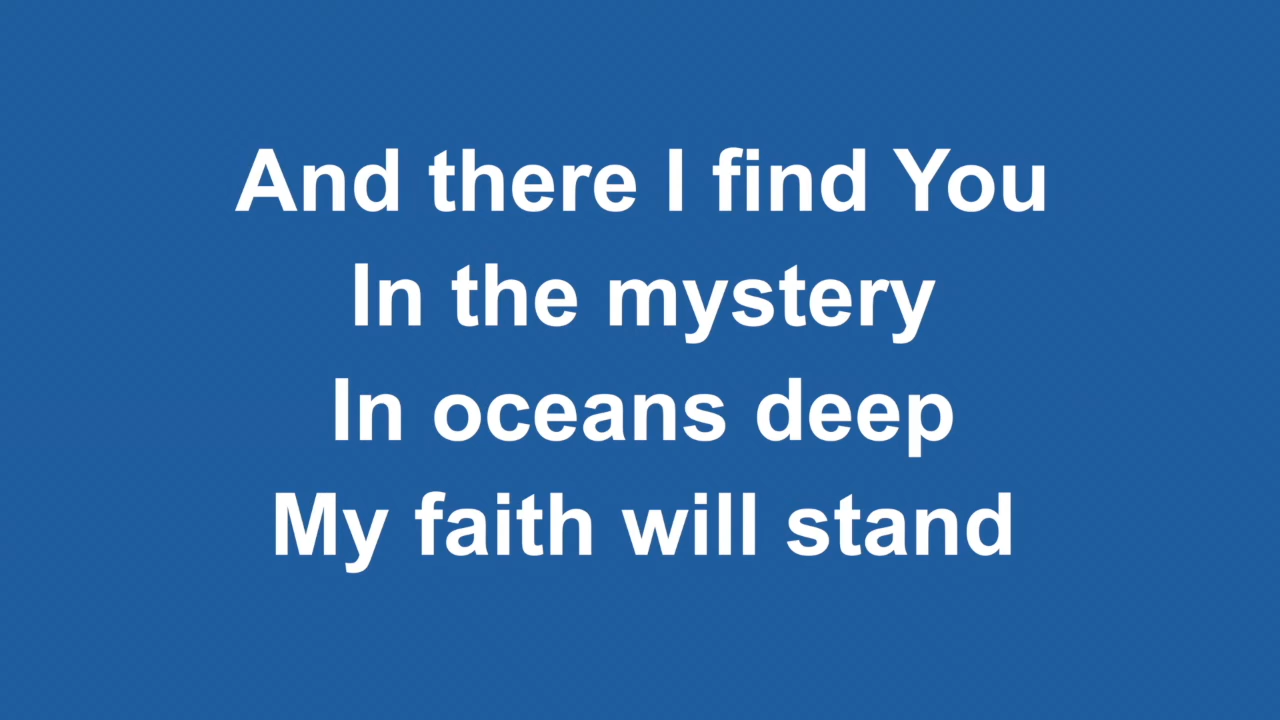 And there I find You
In the mystery
In oceans deep
My faith will stand